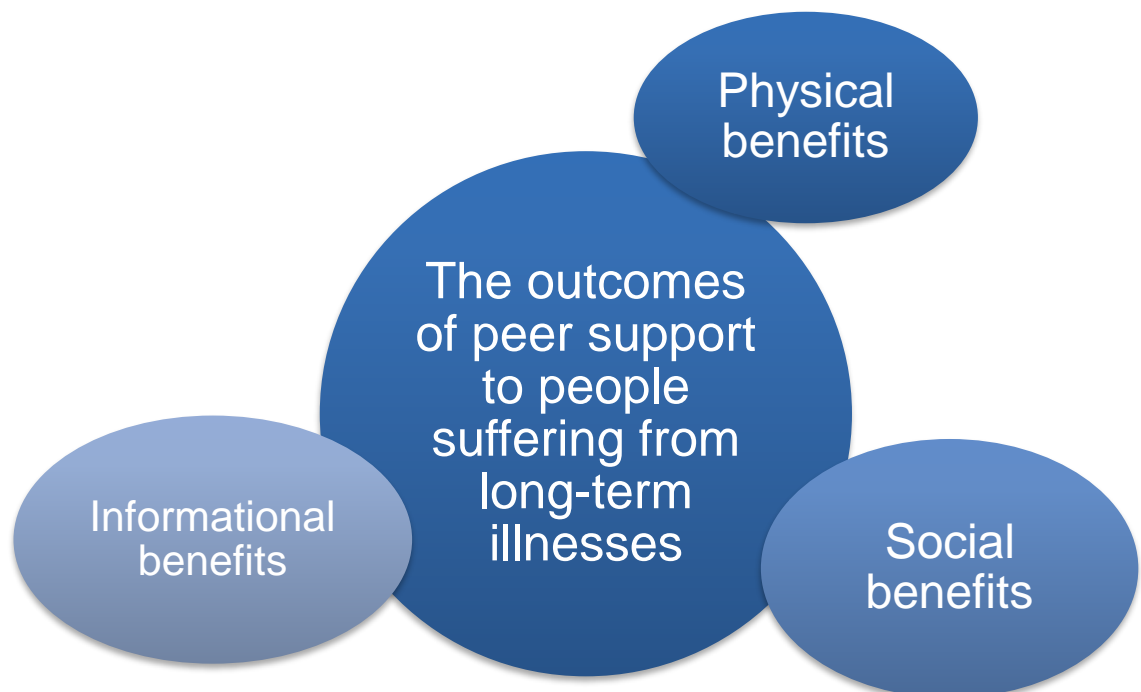 Physical
benefits
The outcomes
of peer support
to people
suffering from
long-term
illnesses
Informational
benefits
Social
benefits